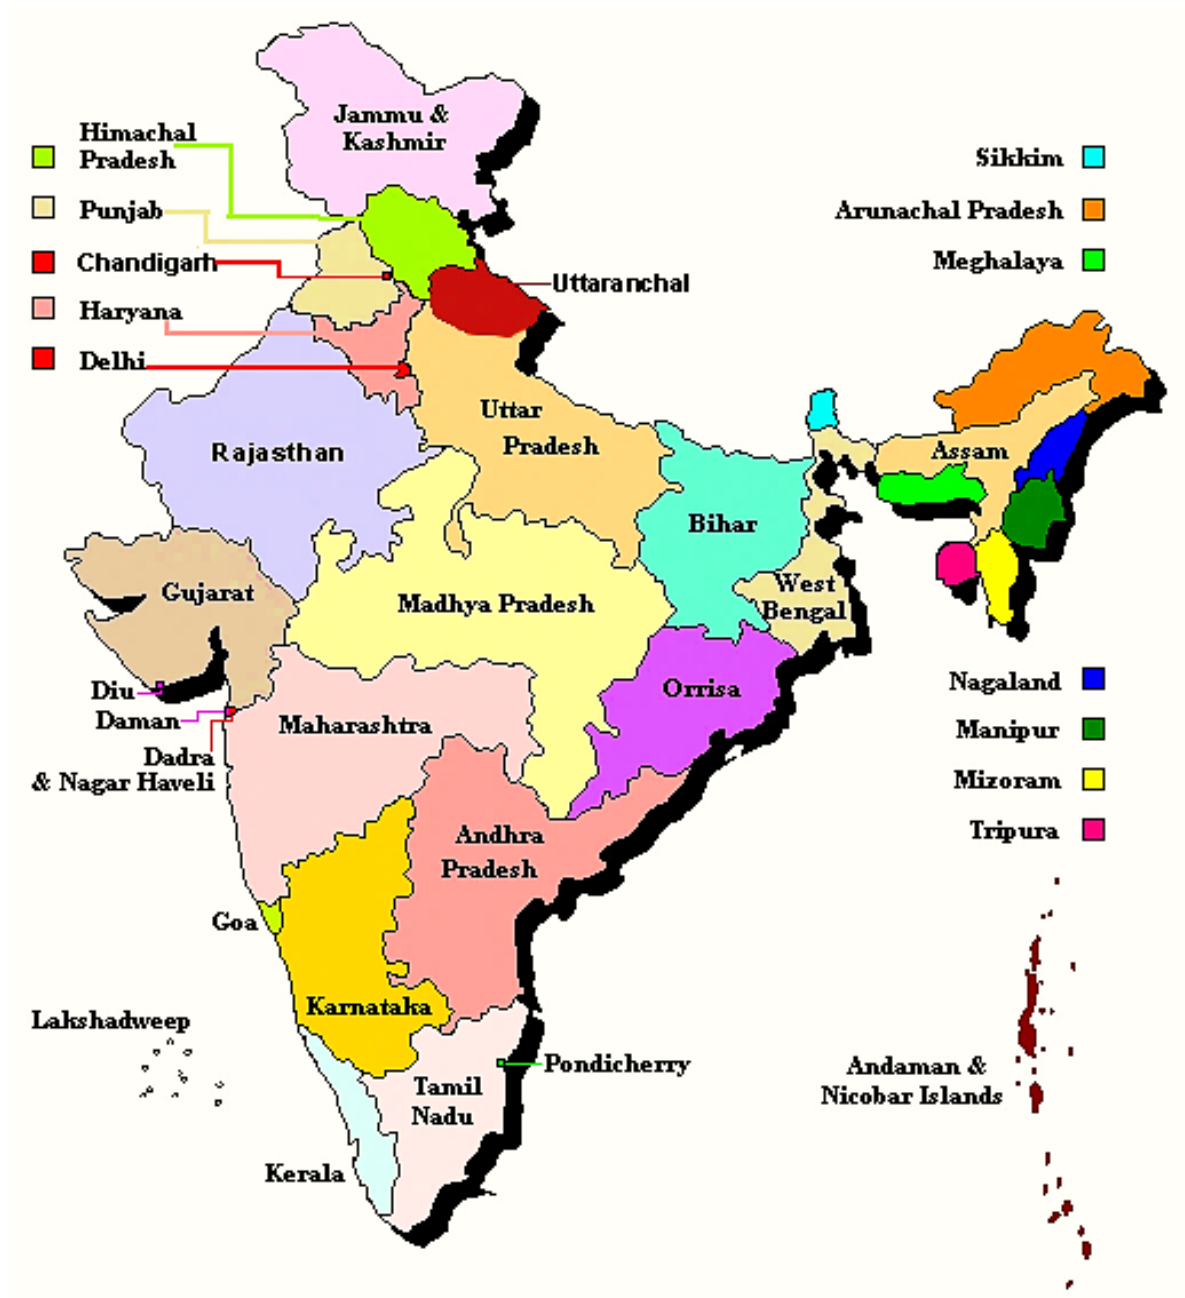 Jammu &
Kashmir
Himachal
Pradesh
Punjab
Chandigarh
Haryana
Delhi
Sikkim
Arunachal Pradesh
Meghalaya
Uttaranchal
Uttar
Pradesh
Rajasthan
Assam
Bihar
Gujarat
Madhya Pradesh
West
Bengal
Diu
Daman
Dadra
& Nagar Haveli
Maharashtra
Orrisa
Nagaland
Manipur
Mizoram
Tripura
Andhra
Pradesh
Goa
Karnataka
Lakshadweep
Pondicherry
Tamil
Nadu
Kerala
Andaman &
Nicobar Islands